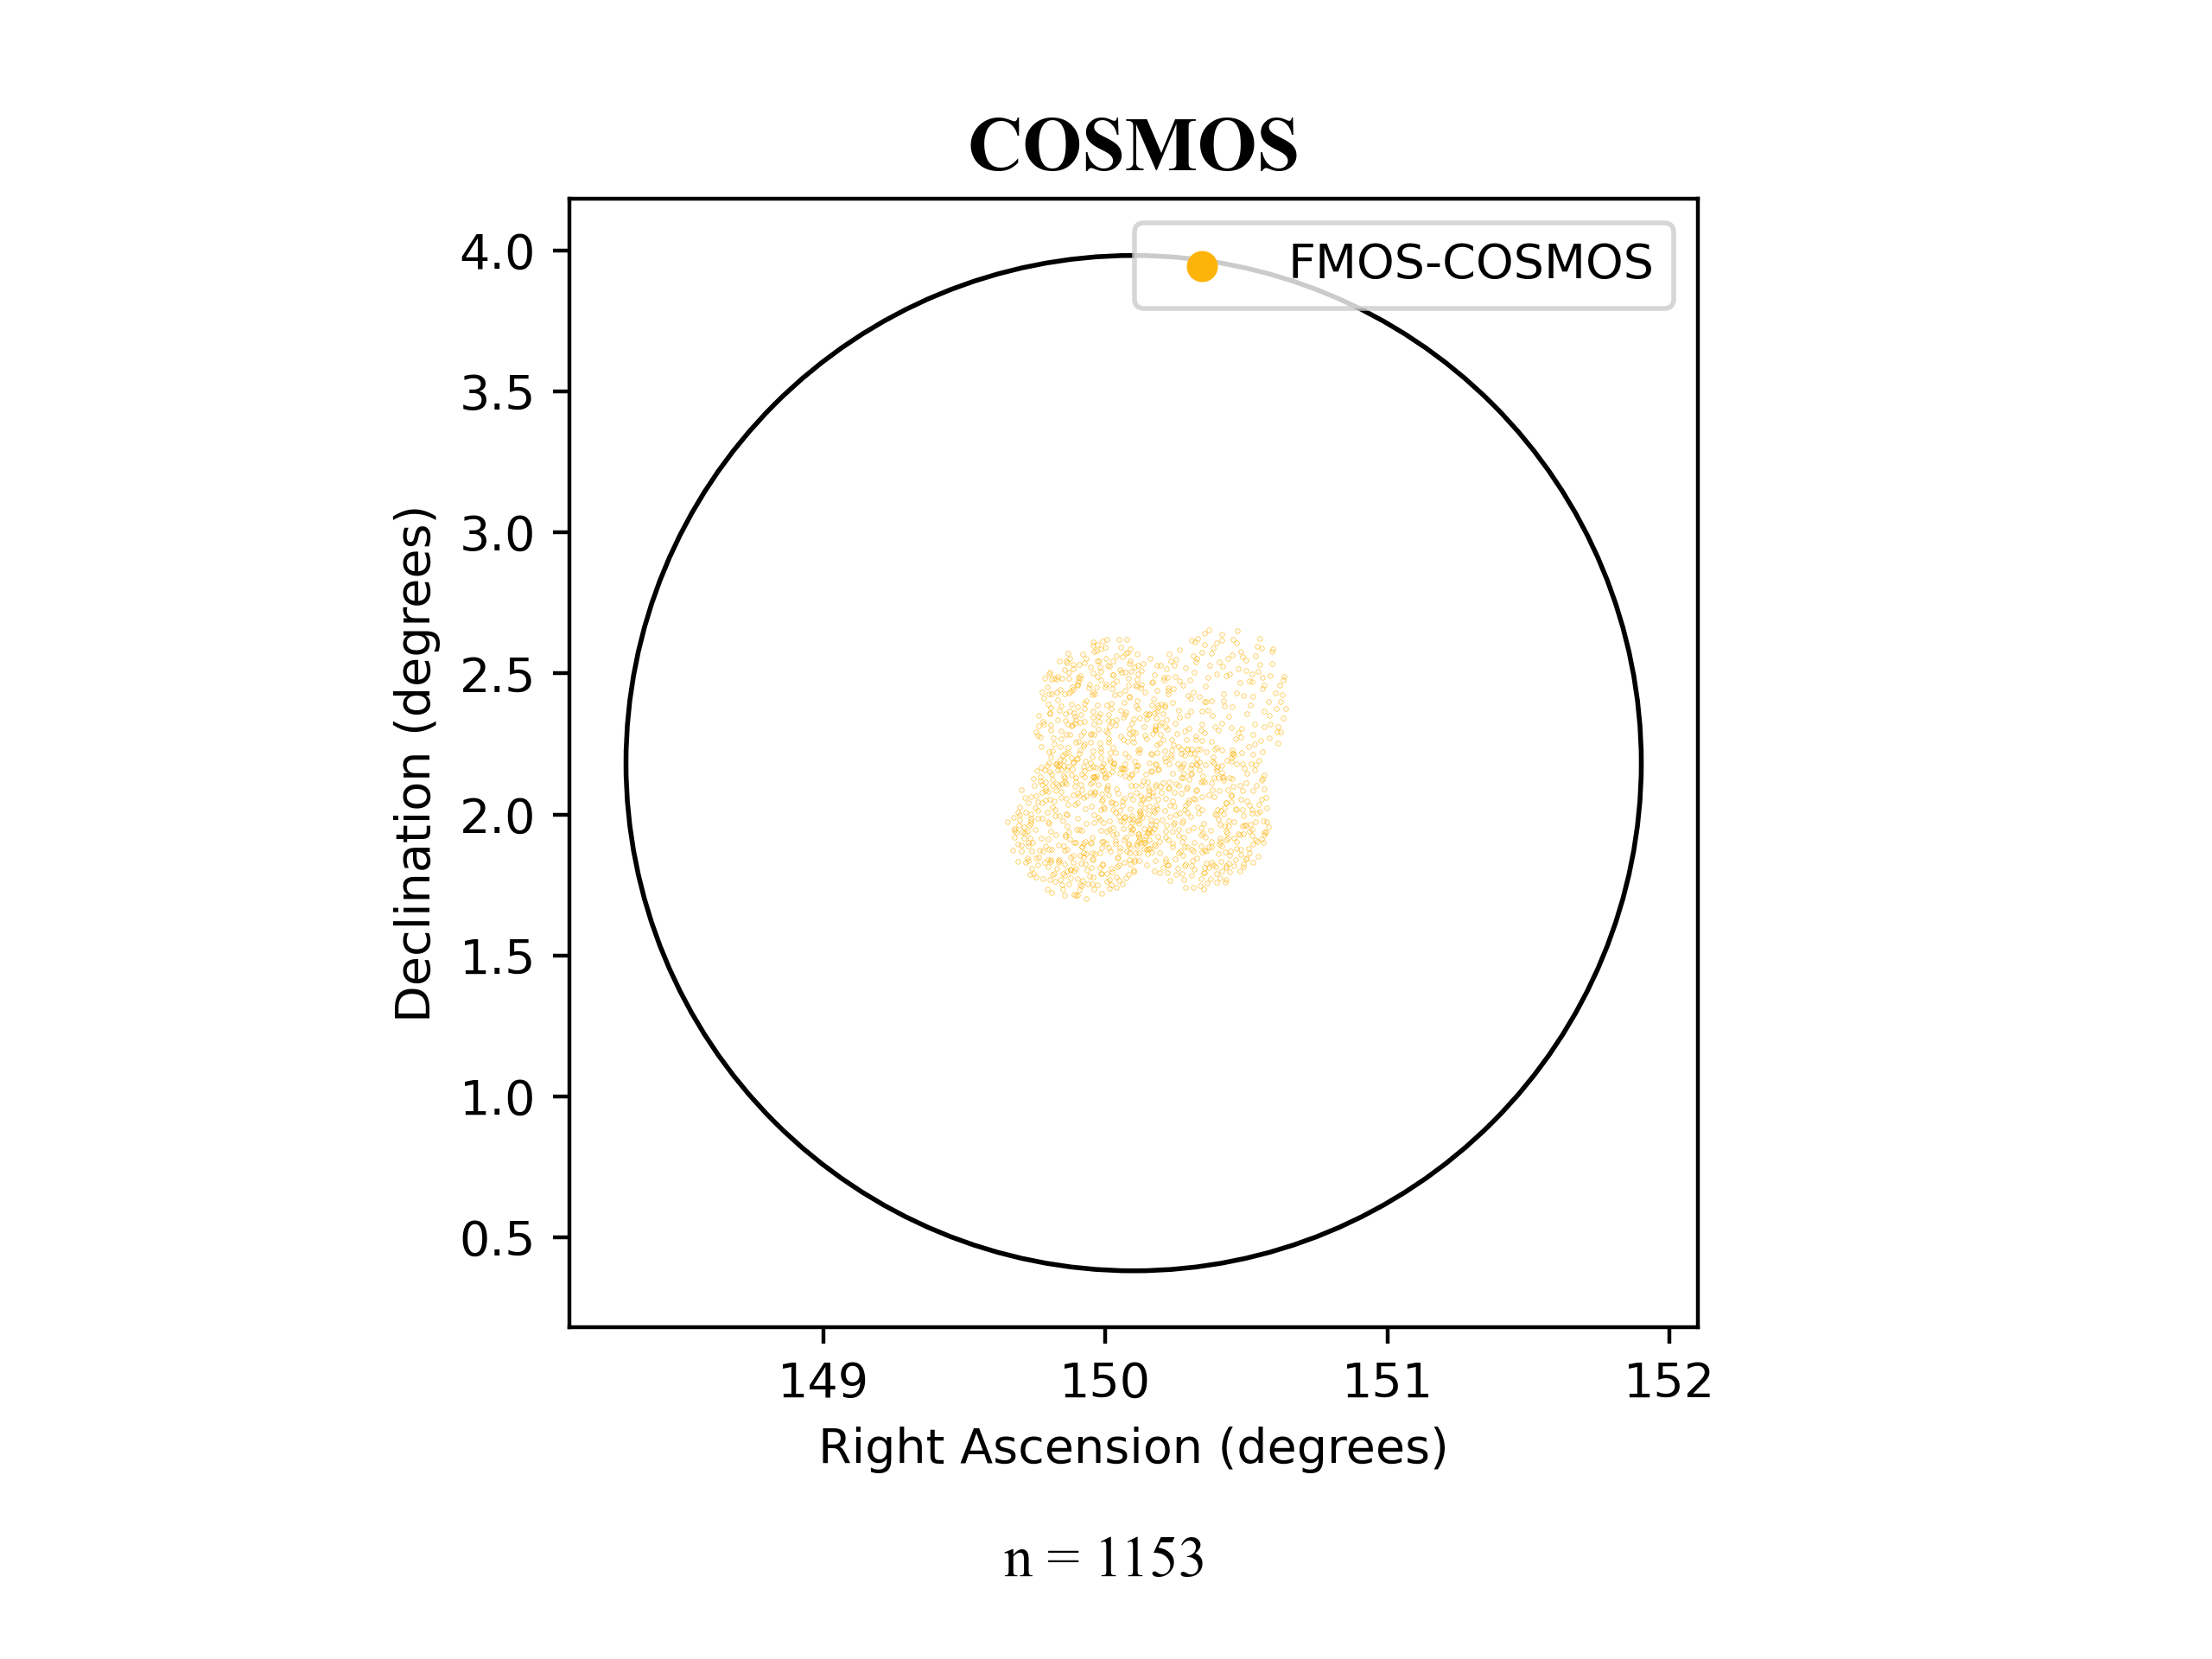 COSMOS
FMOS-COSMOS
4.0
3.5
3.0
2.5
2.0
1.5
1.0
0.5
Declination (degrees)
149 150 151 152
Right Ascension (degrees)
n = 1153